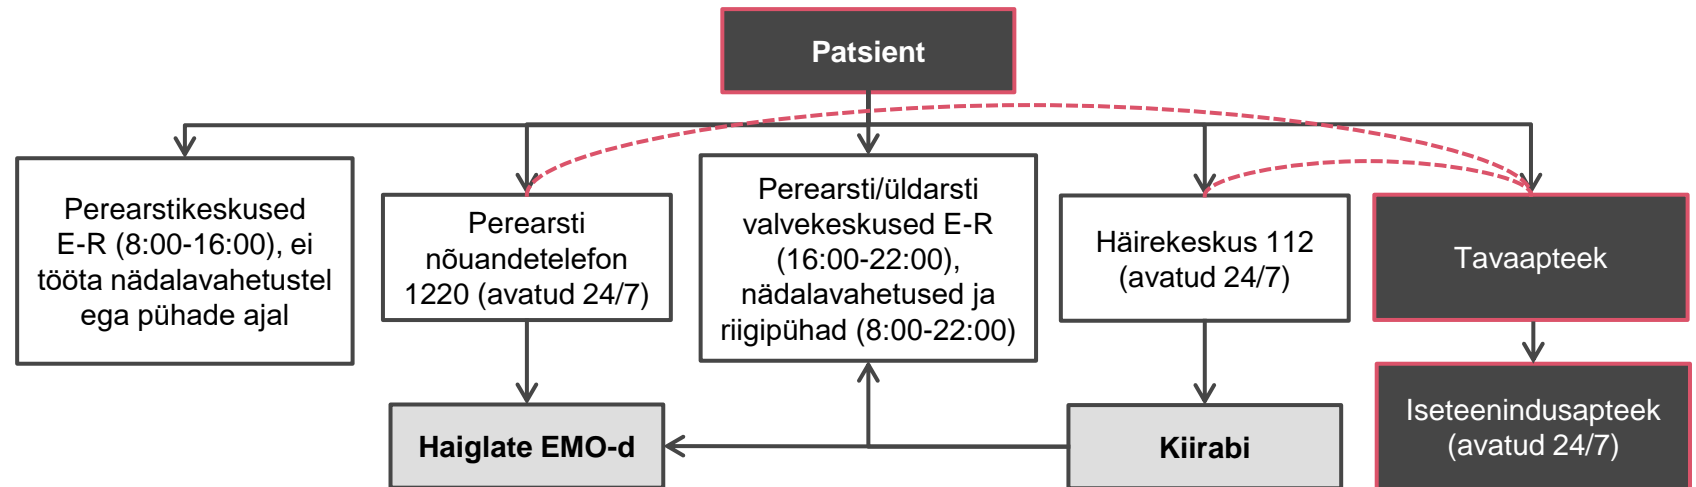 Patsient
Perearstikeskused
E-R (8:00-16:00), ei
tööta nädalavahetustel
ega pühade ajal
Perearsti
nõuandetelefon
1220 (avatud 24/7)
Perearsti/üldarsti
valvekeskused E-R
(16:00-22:00),
nädalavahetused ja
riigipühad (8:00-22:00)
Häirekeskus 112
(avatud 24/7)
Tavaapteek
Haiglate EMO-d
Kiirabi
Iseteenindusapteek
(avatud 24/7)